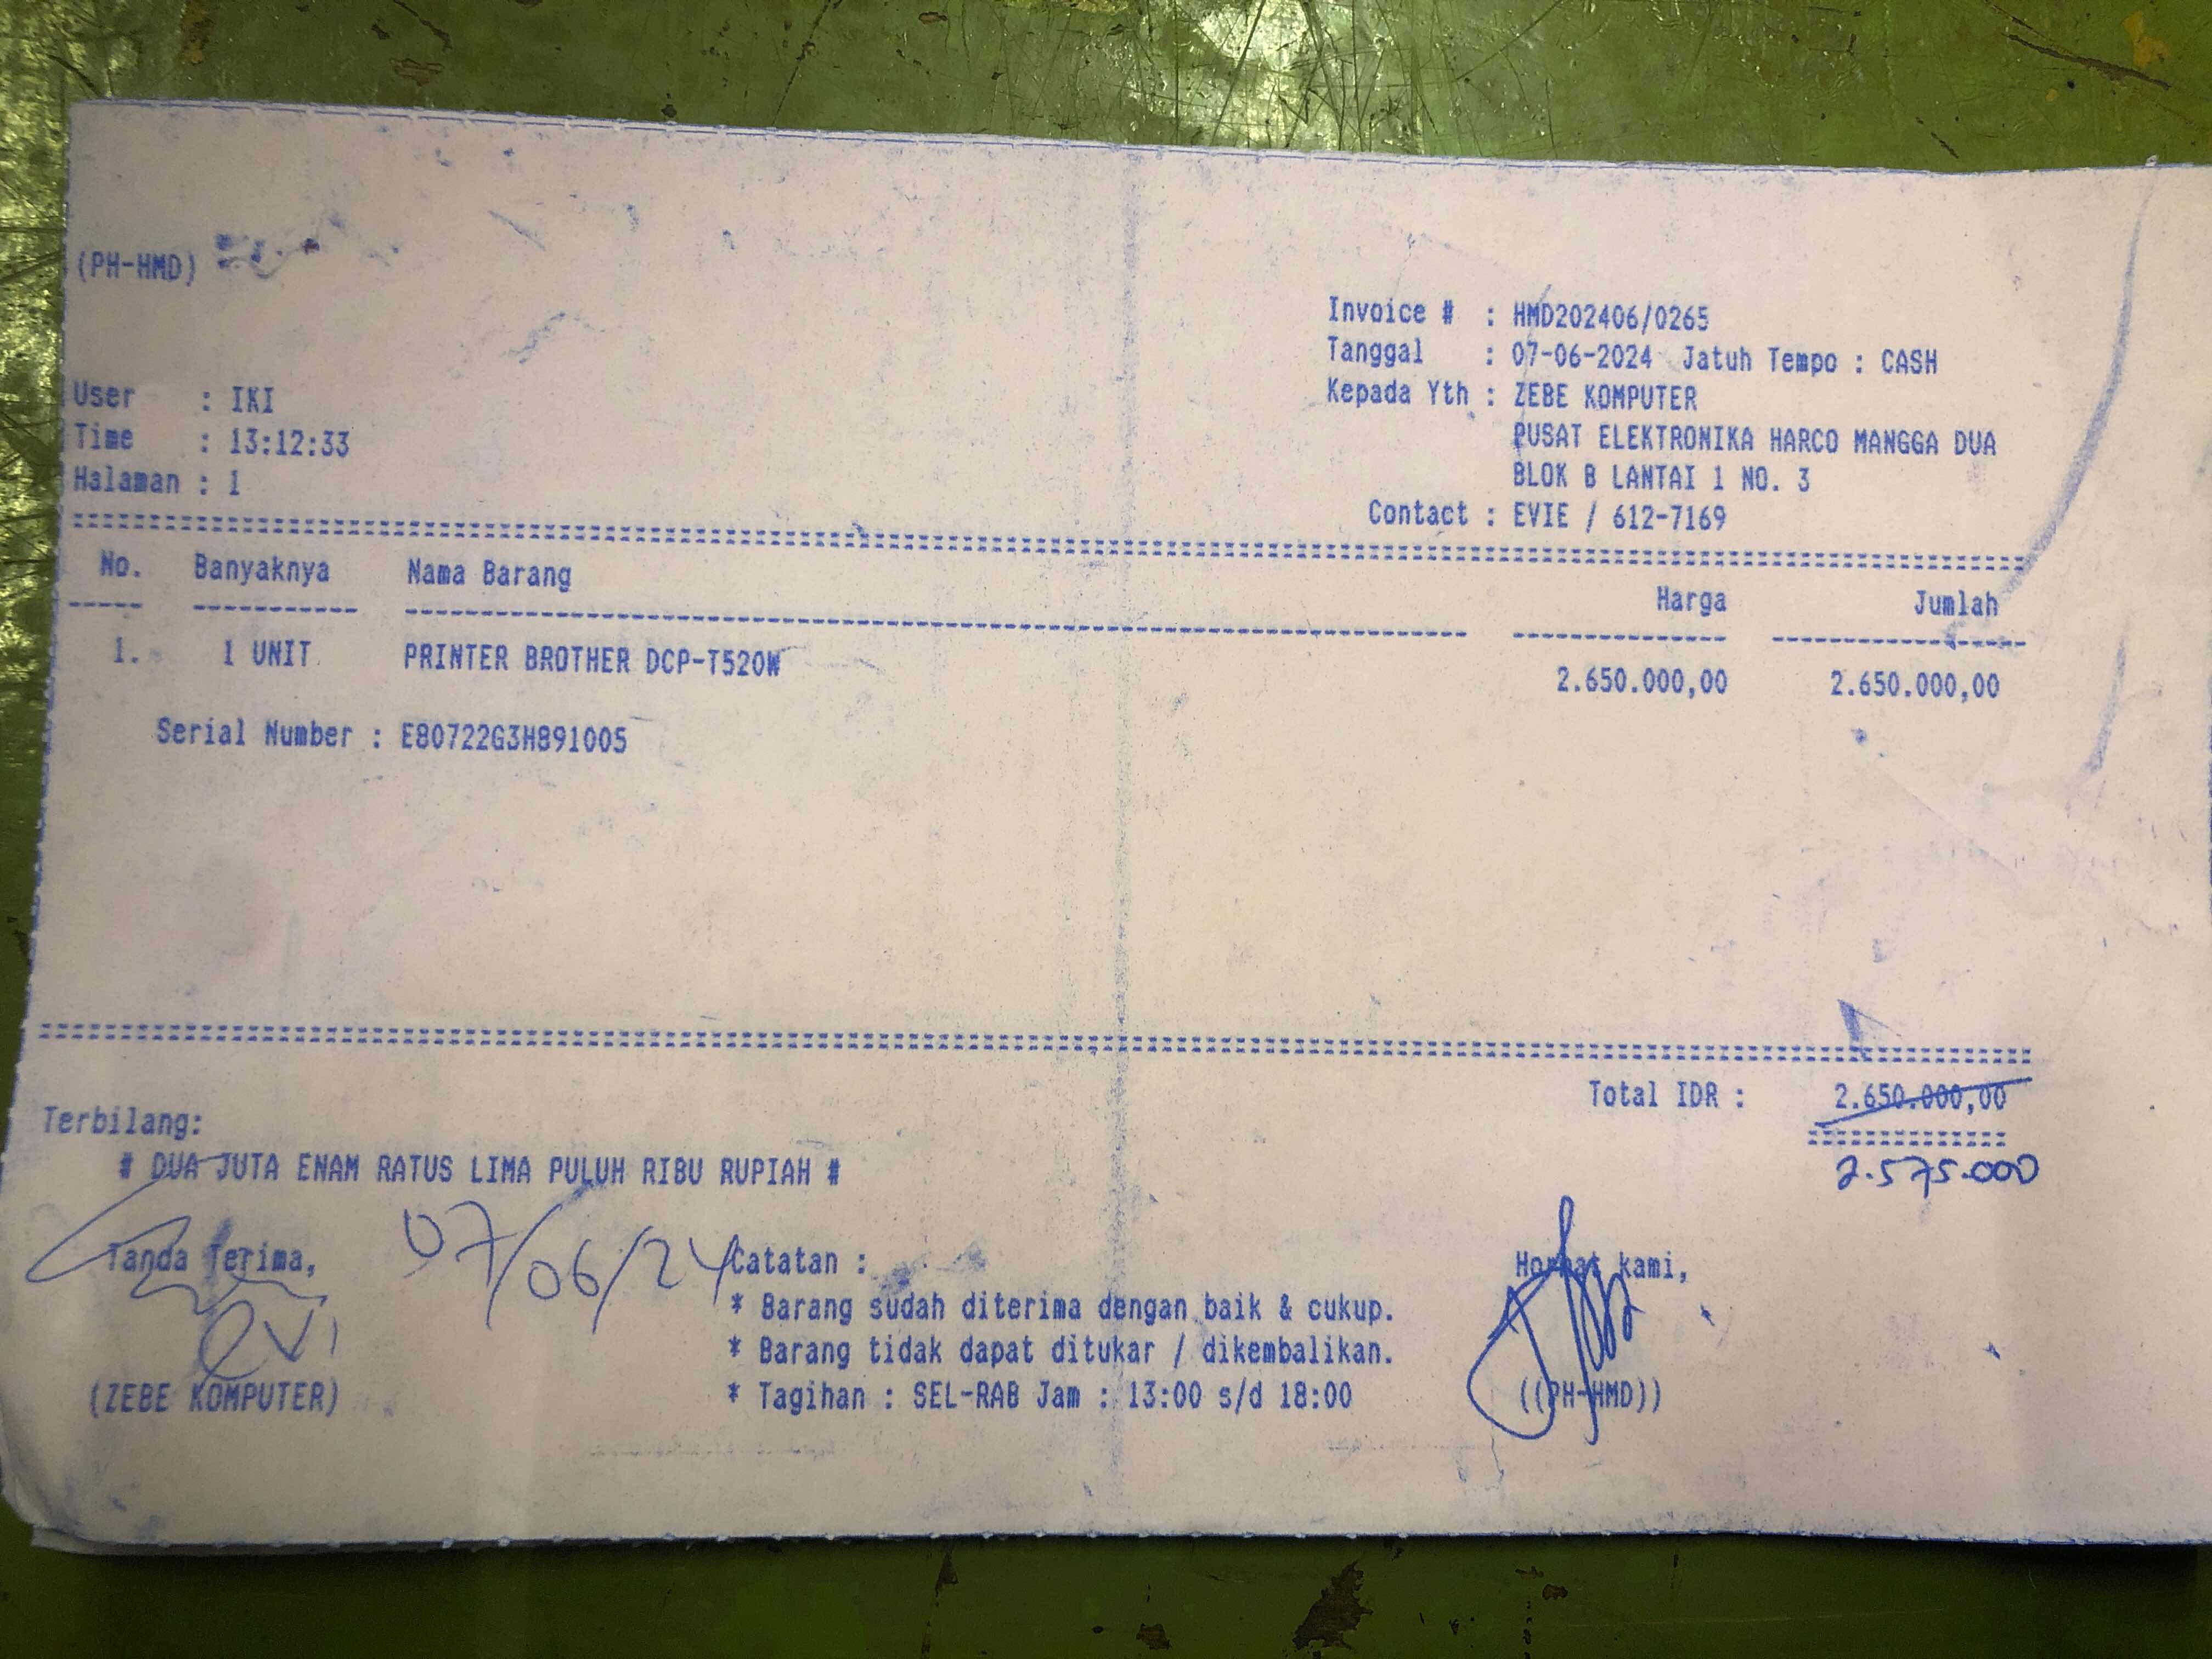 (PH-HMD)
Invoice # : HMD202406/0265
Tanggal : 07-06-2024 Jatuh Tempo : CASH
User : IKI
Kepada Yth : ZEBE KOMPUTER
Time : 13:12:33
PUSAT ELEKTRONIKA HARCO MANGGA DUA
Halaman : 1
BLOK B LANTAI 1 NO. 3
Contact : EVIE / 612-7169
No. Banyaknya Nama Barang Harga Jumlah
1. 1 UNIT PRINTER BROTHER DCP-T520W 2.650.000,00 2.650.000,00
Serial Number : E80722G3H891005
Total IDR : 2.650.000,00
Terbilang:
2.575.000
# DUA JUTA ENAM RATUS LIMA PULUH RIBU RUPIAH #
Tanda Terima, 07/06/24 Catatan : Hormat kami,
* Barang sudah diterima dengan baik & cukup.
* Barang tidak dapat ditukar / dikembalikan.
(ZEBE KOMPUTER) * Tagihan : SEL-RAB Jam : 13:00 s/d 18:00 ((PH-HMD))